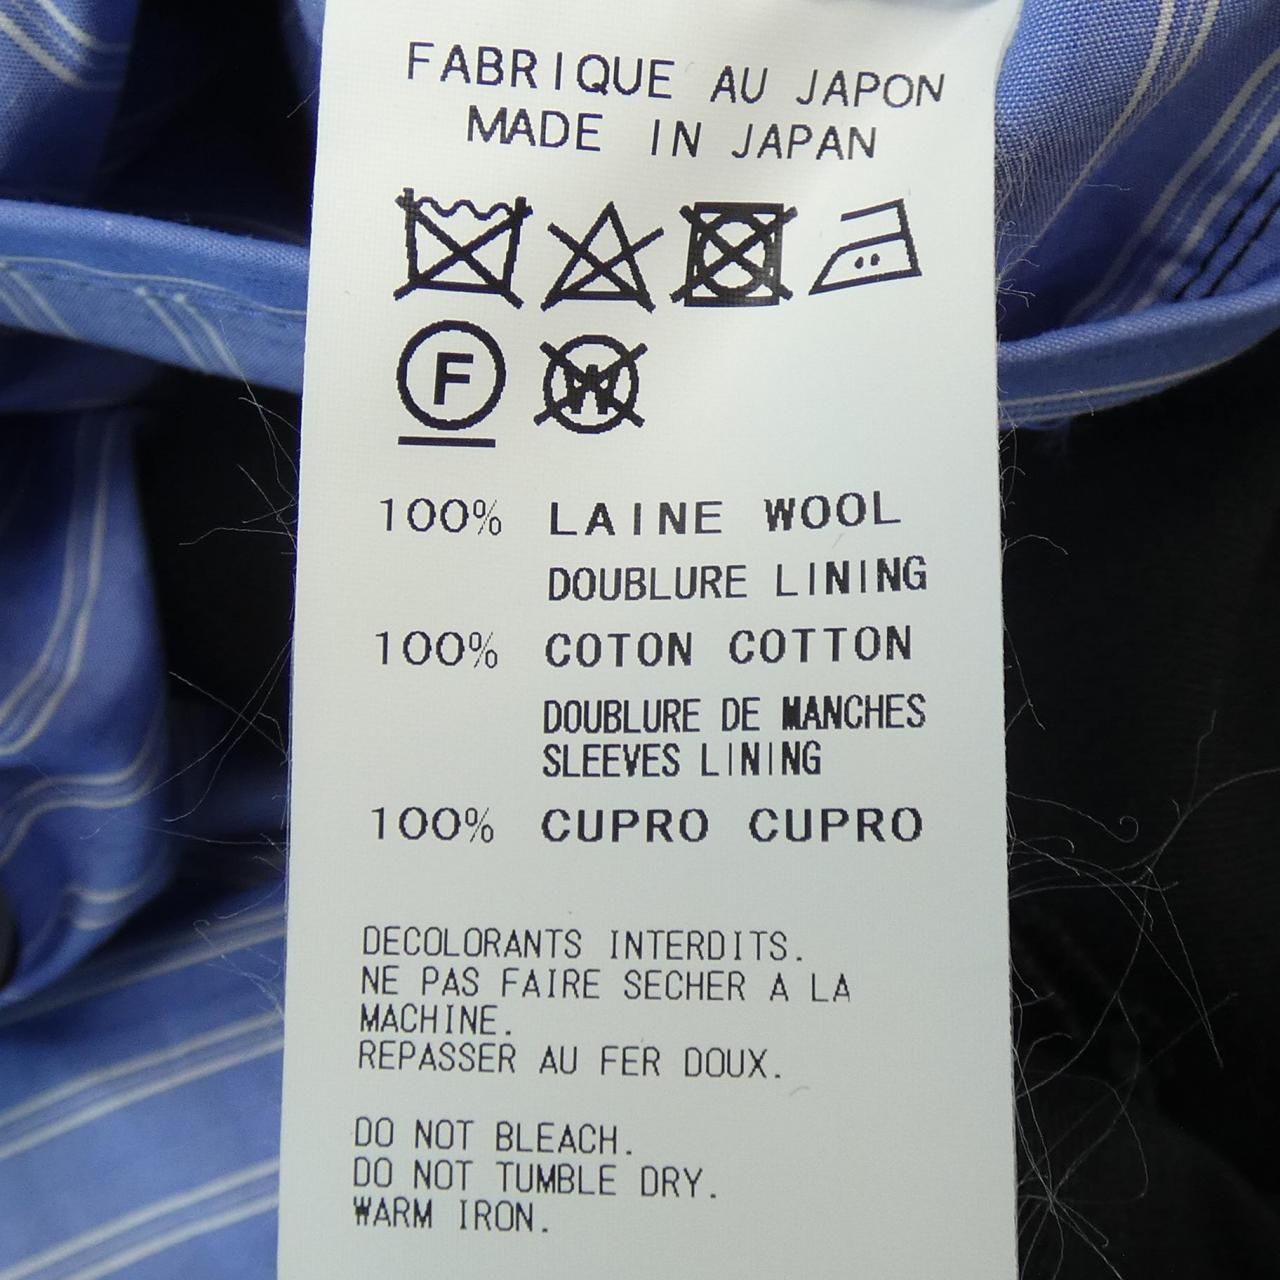 FABRIQUE AU JAPON
MADE IN JAPAN
F W
100% LAINE WOOL
DOUBLURE LINING
100% COTON COTTON
DOUBLURE DE MANCHES
SLEEVES LINING
100% CUPRO CUPRO
DECOLORANTS INTERDITS.
NE PAS FAIRE SECHER A LA
MACHINE.
REPASSER AU FER DOUX.
DO NOT BLEACH.
DO NOT TUMBLE DRY.
WARM IRON.